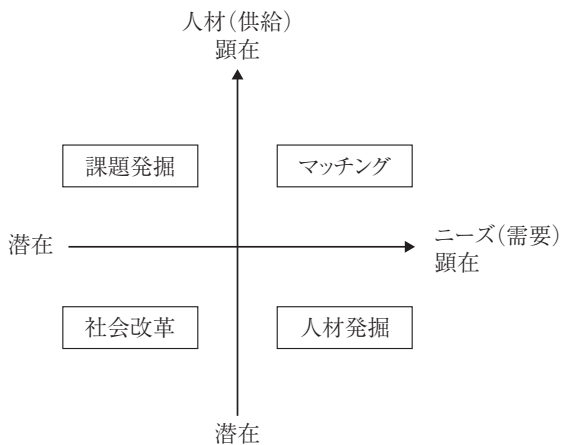 人材(供給)
顕在
課題発掘
マッチング
潜在
ニーズ(需要)
顕在
社会改革
人材発掘
潜在